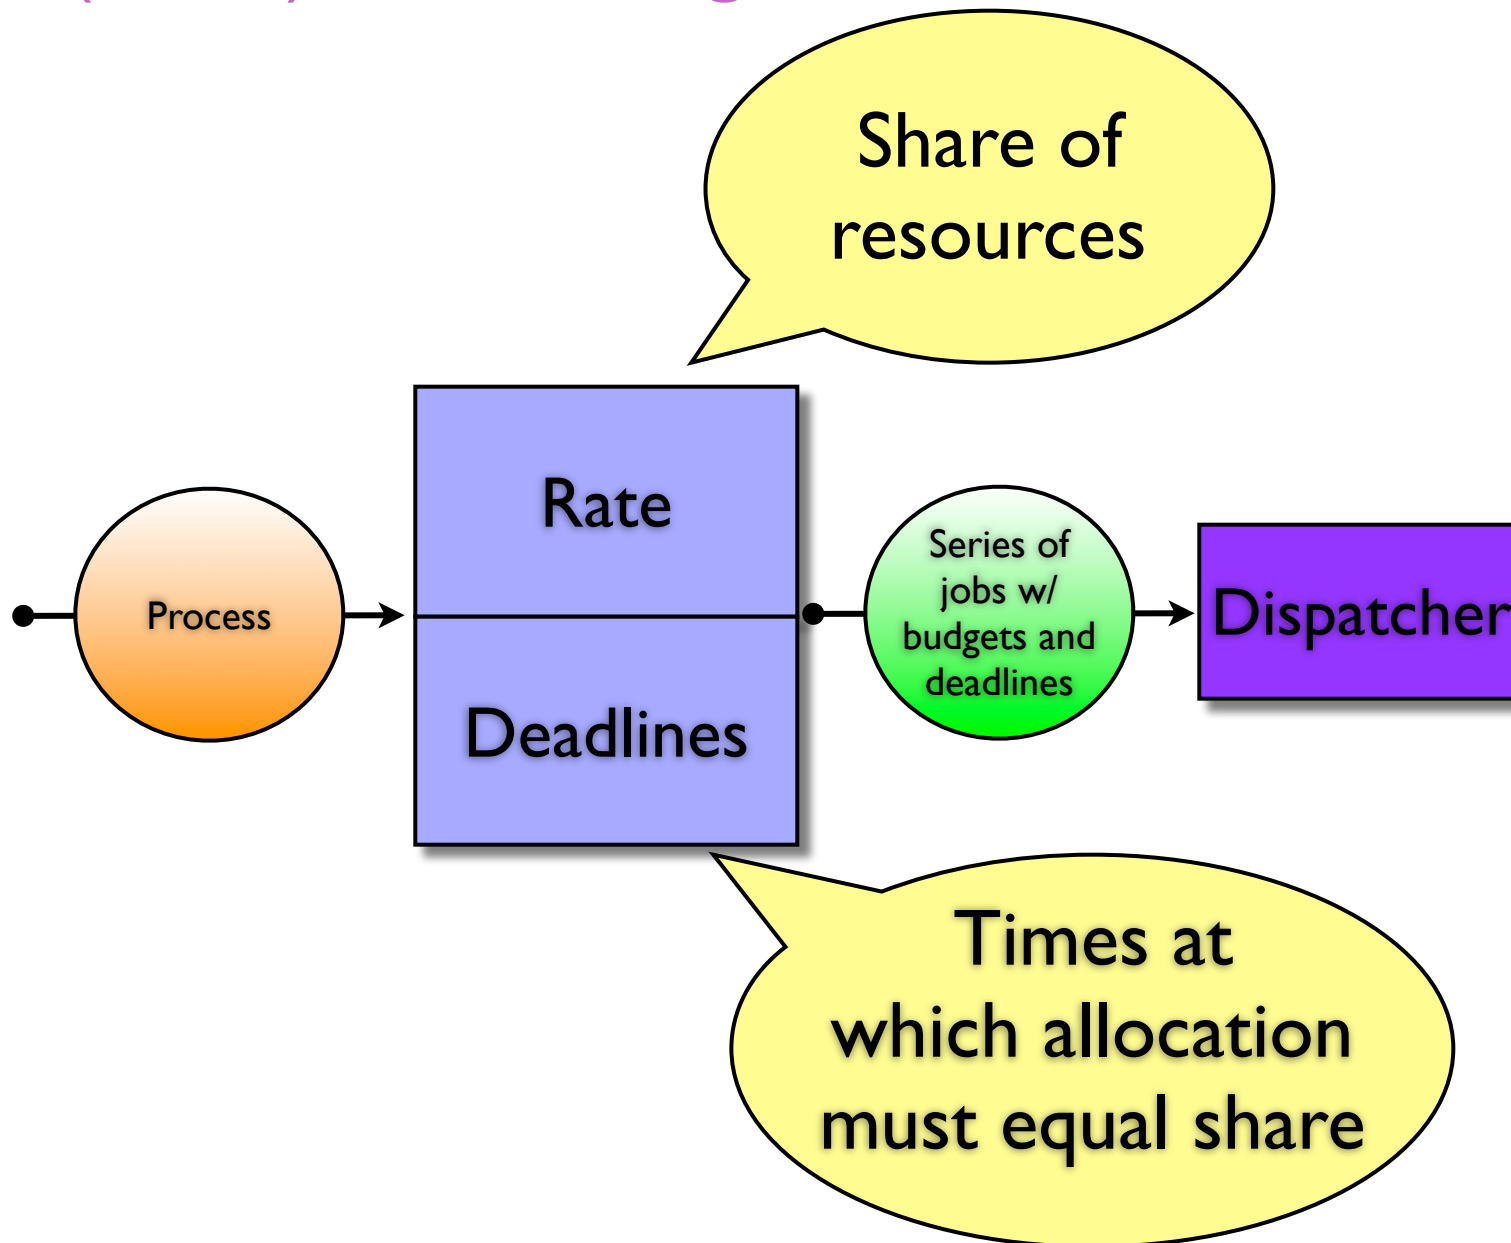 Share of
resources
Rate
Process
Series of
jobs w/
budgets and
deadlines
Dispatcher
Deadlines
Times at
which allocation
must equal share